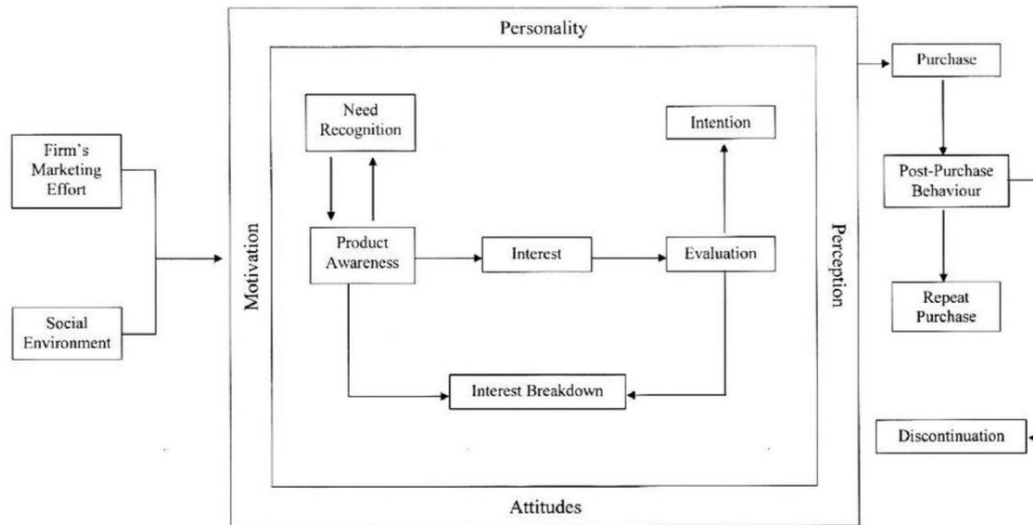 Personality
Purchase
Need
Recognition
Intention
Firm's
Marketing
Effort
Post-Purchase
Behaviour
Motivation
Product
Awareness
Interest
Evaluation
Perception
Social
Environment
Repeat
Purchase
Interest Breakdown
Discontinuation
Attitudes